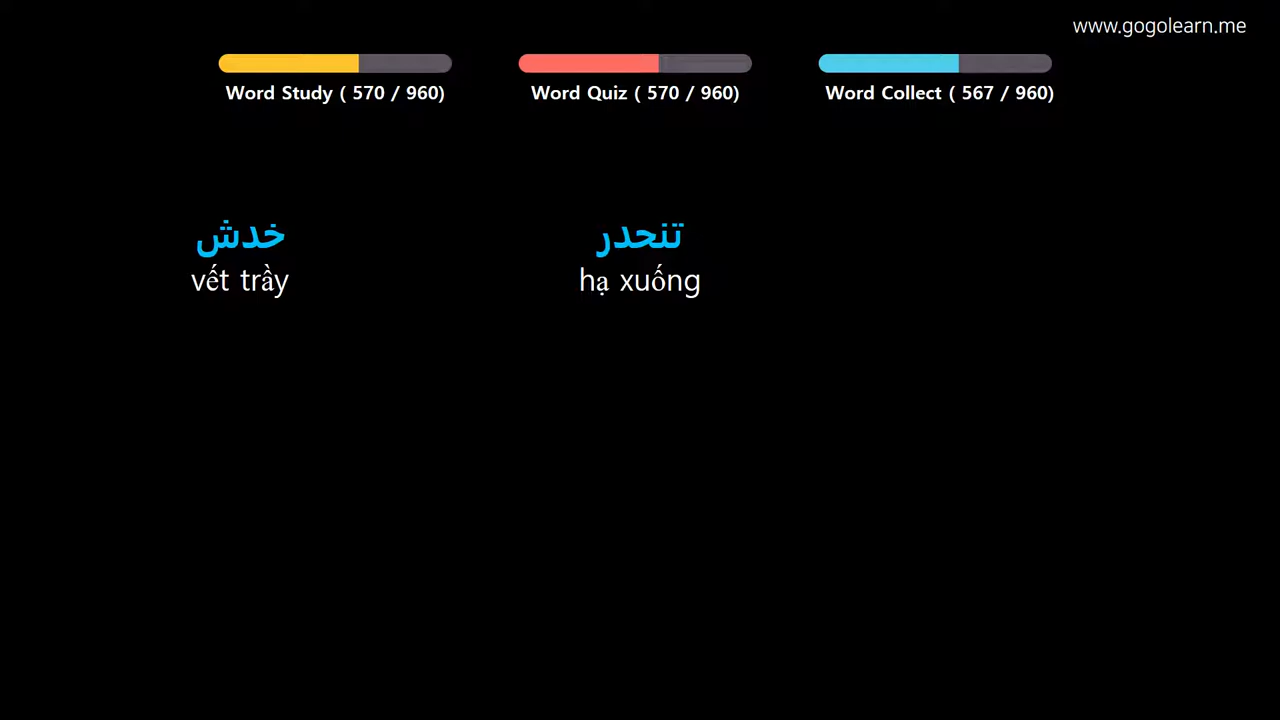 www.gogolearn.me
Word Study ( 570 / 960)
Word Quiz ( 570 / 960)
Word Collect ( 567 / 960)
خدش
vết trầy
تنحدر
hạ xuống